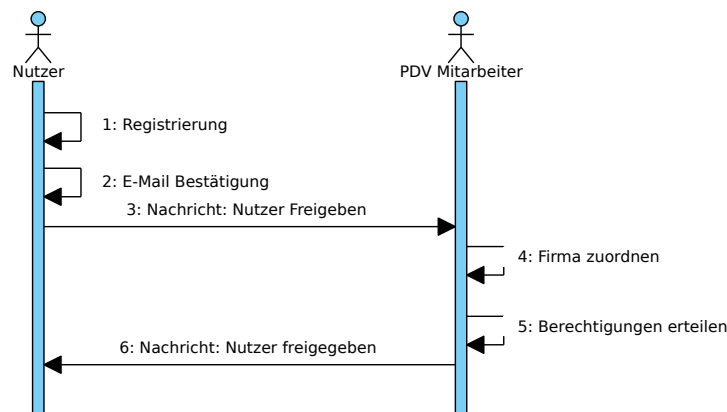 Nutzer
PDV Mitarbeiter
1: Registrierung
2: E-Mail Bestätigung
3: Nachricht: Nutzer Freigeben
4: Firma zuordnen
5: Berechtigungen erteilen
6: Nachricht: Nutzer freigegeben